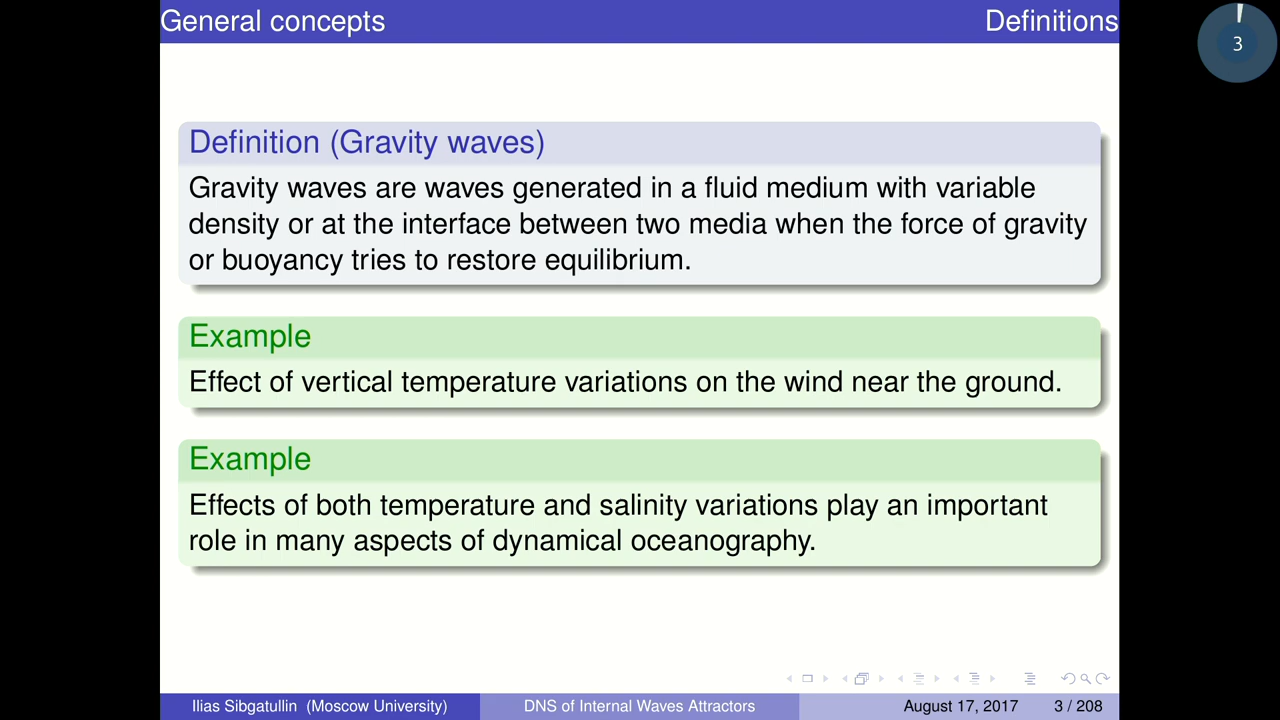 General concepts
Definitions
3
Definition (Gravity waves)
Gravity waves are waves generated in a fluid medium with variable
density or at the interface between two media when the force of gravity
or buoyancy tries to restore equilibrium.
Example
Effect of vertical temperature variations on the wind near the ground.
Example
Effects of both temperature and salinity variations play an important
role in many aspects of dynamical oceanography.
Ilias Sibgatullin (Moscow University)
DNS of Internal Waves Attractors
August 17, 2017
3 / 208